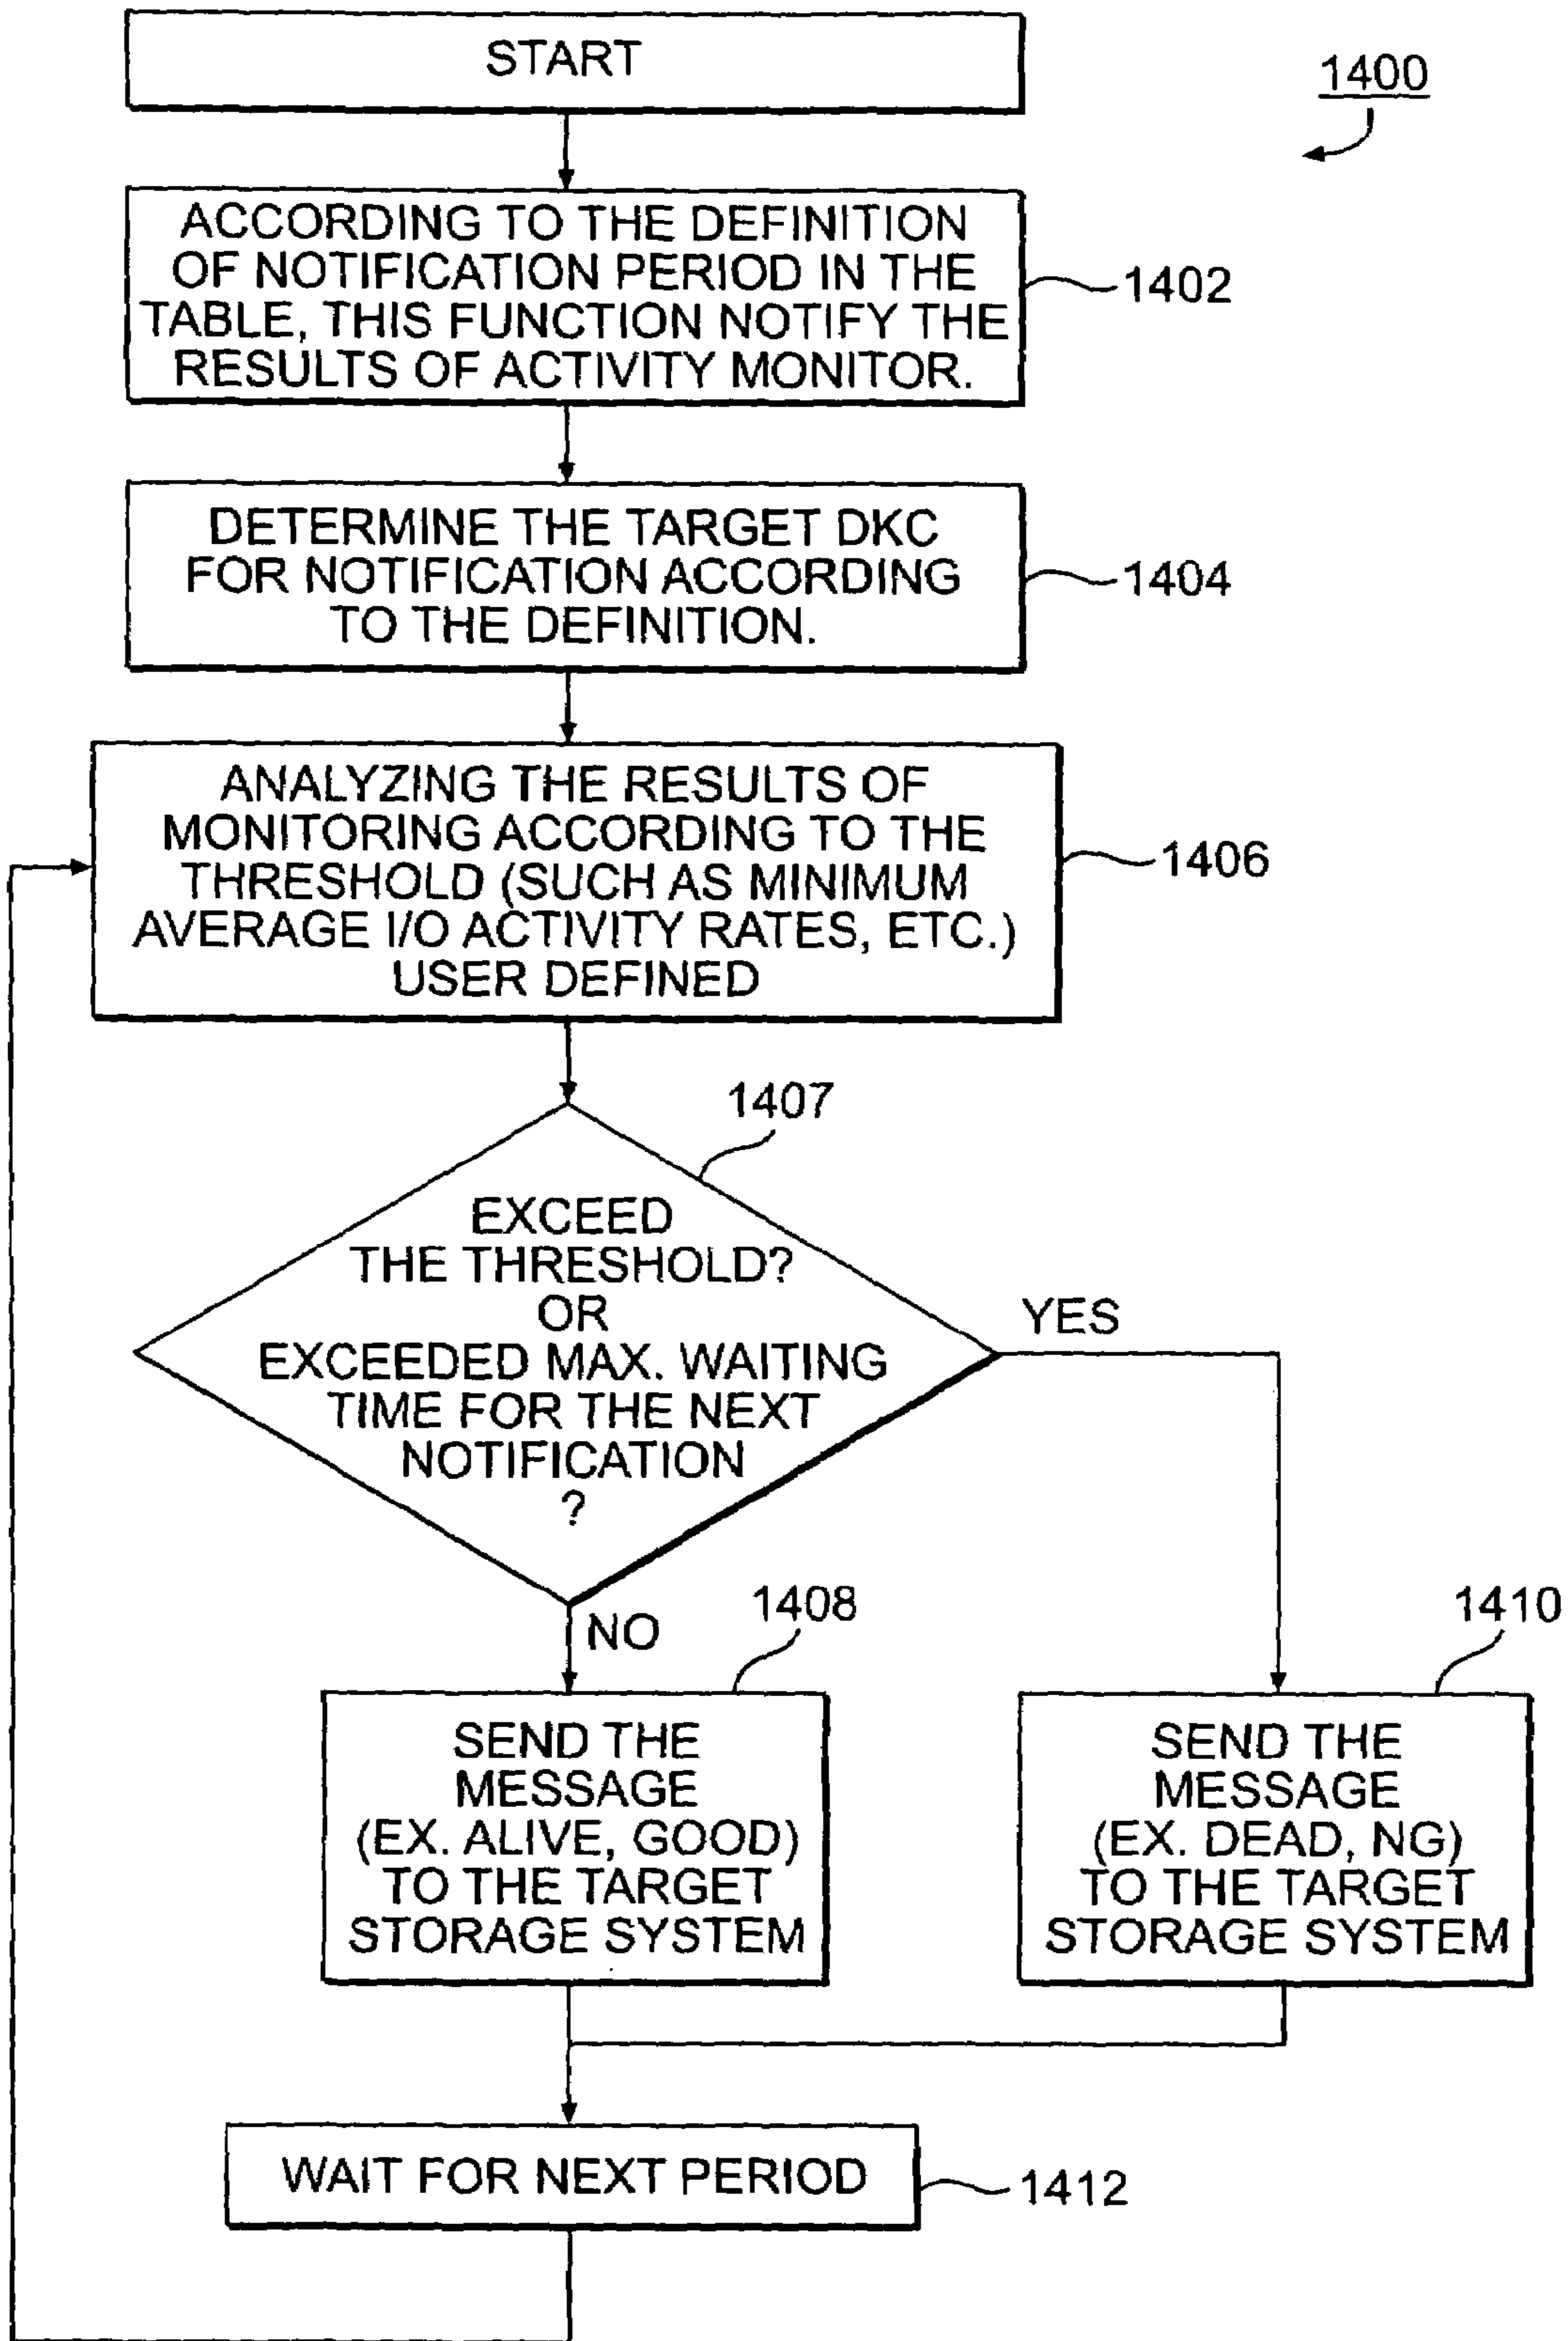 START
1400
ACCORDING TO THE DEFINITION
OF NOTIFICATION PERIOD IN THE
TABLE, THIS FUNCTION NOTIFY THE
RESULTS OF ACTIVITY MONITOR.
1402
DETERMINE THE TARGET DKC
FOR NOTIFICATION ACCORDING
TO THE DEFINITION.
1404
ANALYZING THE RESULTS OF
MONITORING ACCORDING TO THE
THRESHOLD (SUCH AS MINIMUM
AVERAGE I/O ACTIVITY RATES, ETC.)
USER DEFINED
1406
1407
EXCEED
THE THRESHOLD?
OR
EXCEEDED MAX. WAITING
TIME FOR THE NEXT
NOTIFICATION
?
YES
NO
1408
SEND THE
MESSAGE
(EX. ALIVE, GOOD)
TO THE TARGET
STORAGE SYSTEM
1410
SEND THE
MESSAGE
(EX. DEAD, NG)
TO THE TARGET
STORAGE SYSTEM
WAIT FOR NEXT PERIOD
1412